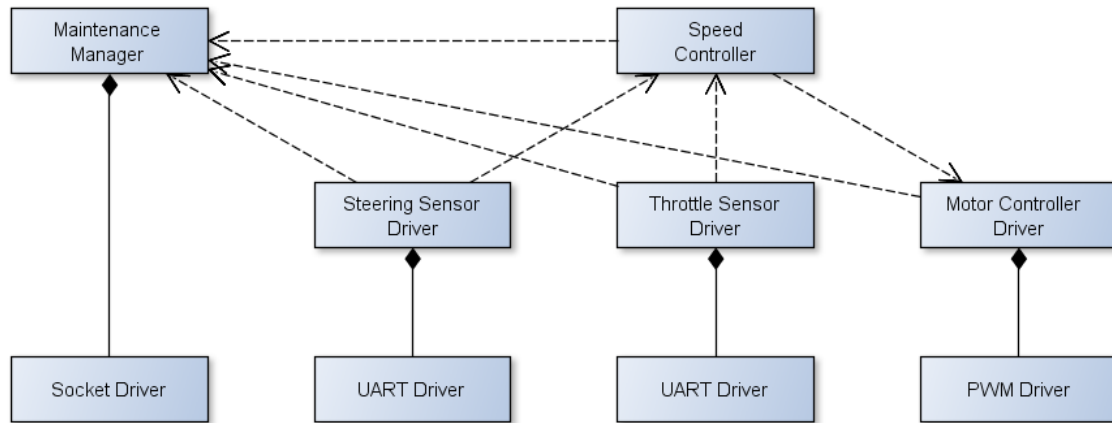 Maintenance
Manager
Speed
Controller
Steering Sensor
Driver
Throttle Sensor
Driver
Motor Controller
Driver
Socket Driver
UART Driver
UART Driver
PWM Driver